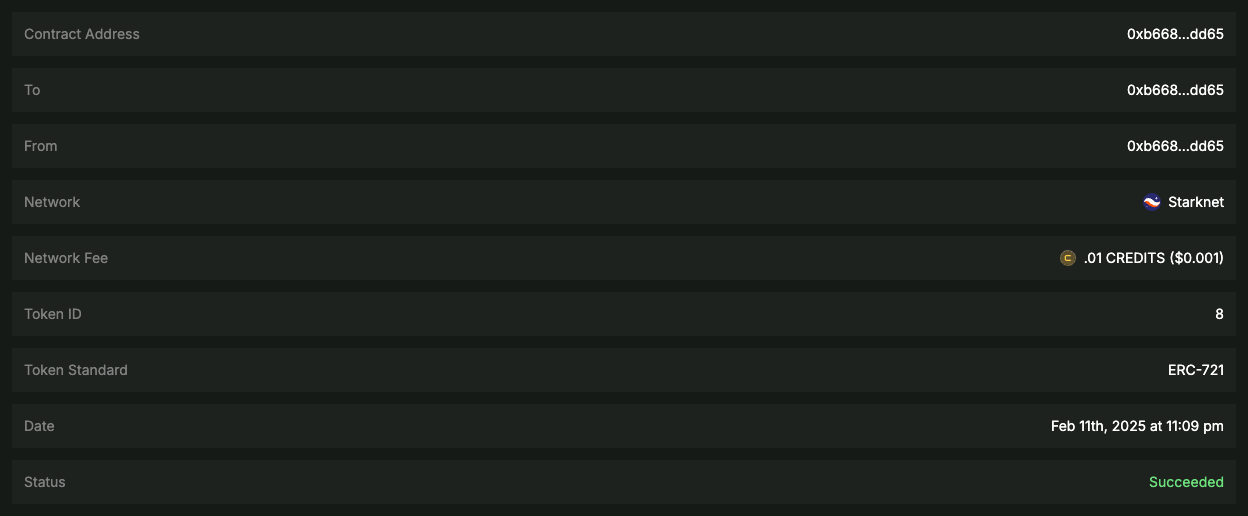 Contract Address 0xb668...dd65
To 0xb668...dd65
From 0xb668...dd65
Network Starknet
Network Fee C .01 CREDITS ($0.001)
Token ID 8
Token Standard ERC-721
Date Feb 11th, 2025 at 11:09 pm
Status Succeeded